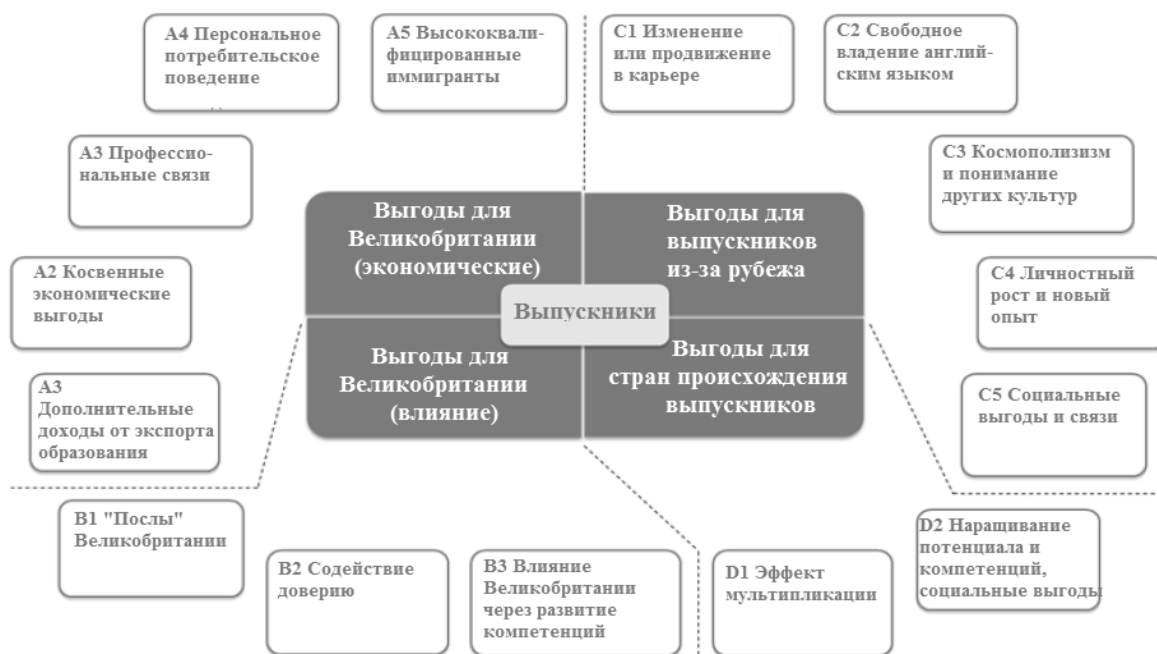 А4 Персональное
потребительское
поведение
А5 Высококвали-
фицированные
иммигранты
С1 Изменение
или продвижение
в карьере
С2 Свободное
владение англий-
ским языком
А3 Профессио-
нальные связи
С3 Космополизизм
и понимание
других культур
Выгоды для
Великобритании
(экономические)
Выгоды для
выпускников
из-за рубежа
А2 Косвенные
экономические
выгоды
С4 Личностный
рост и новый
опыт
Выпускники
Выгоды для
Великобритании
(влияние)
Выгоды для
стран происхождения
выпускников
А3
Дополнительные
доходы от экспорта
образования
С5 Социальные
выгоды и связи
В1 "Послы"
Великобритании
В2 Содействие
доверию
В3 Влияние
Великобритании
через развитие
компетенций
D1 Эффект
мультипликации
D2 Наращивание
потенциала и
компетенций,
социальные выгоды